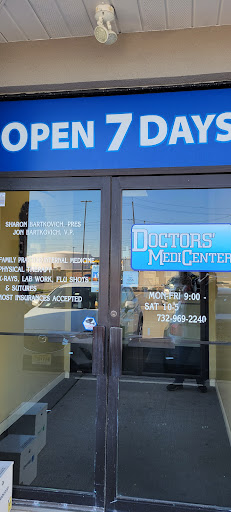 OPEN 7 DAYS
SHARON BARTKOVICH, PRES
JON BARTKOVICH, V.P.
FAMILY PRACTICE INTERNAL MEDICINE
PHYSICAL THERAPY
X-RAYS, LAB WORK, FLU SHOTS
& SUTURES
MOST INSURANCES ACCEPTED
DOCTORS'
MEDICENTER
MON-FRI 9:00 -
SAT 10-5
732-969-2240